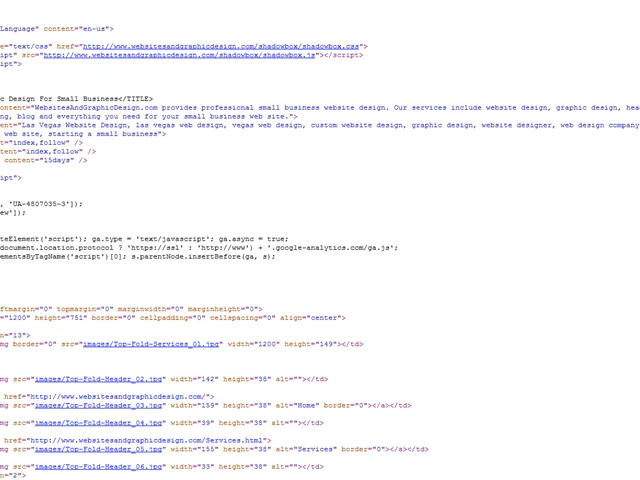 Language" content="en-us">
e="text/css" href="http://www.websitesandgraphicdesign.com/shadowbox/shadowbox.css">
ipt" src="http://www.websitesandgraphicdesign.com/shadowbox/shadowbox.js"></script>
ipt">
c Design For Small Business</TITLE>
ontent="WebsitesAndGraphicDesign.com provides professional small business website design. Our services include website design, graphic design, hea
ng, blog and everything you need for your small business web site.">
ent="Las Vegas Website Design, las vegas web design, vegas web design, custom website design, graphic design, website designer, web design company
 web site, starting a small business">
t="index,follow" />
tent="index,follow" />
 content="15days" />
ipt">
, 'UA-4807035-3']);
ew']);
teElement('script'); ga.type = 'text/javascript'; ga.async = true;
document.location.protocol ? 'https://ssl' : 'http://www') + '.google-analytics.com/ga.js';
ementsByTagName('script')[0]; s.parentNode.insertBefore(ga, s);
ftmargin="0" topmargin="0" marginwidth="0" marginheight="0">
="1200" height="751" border="0" cellpadding="0" cellspacing="0" align="center">
n="13">
mg border="0" src="images/Top-Fold-Services_01.jpg" width="1200" height="149"></td>
mg src="images/Top-Fold-Header_02.jpg" width="142" height="38" alt=""></td>
 href="http://www.websitesandgraphicdesign.com/">
mg src="images/Top-Fold-Header_03.jpg" width="159" height="38" alt="Home" border="0"></a></td>
mg src="images/Top-Fold-Header_04.jpg" width="39" height="38" alt=""></td>
 href="http://www.websitesandgraphicdesign.com/Services.html">
mg src="images/Top-Fold-Header_05.jpg" width="155" height="38" alt="Services" border="0"></a></td>
mg src="images/Top-Fold-Header_06.jpg" width="33" height="38" alt=""></td>
n="2">